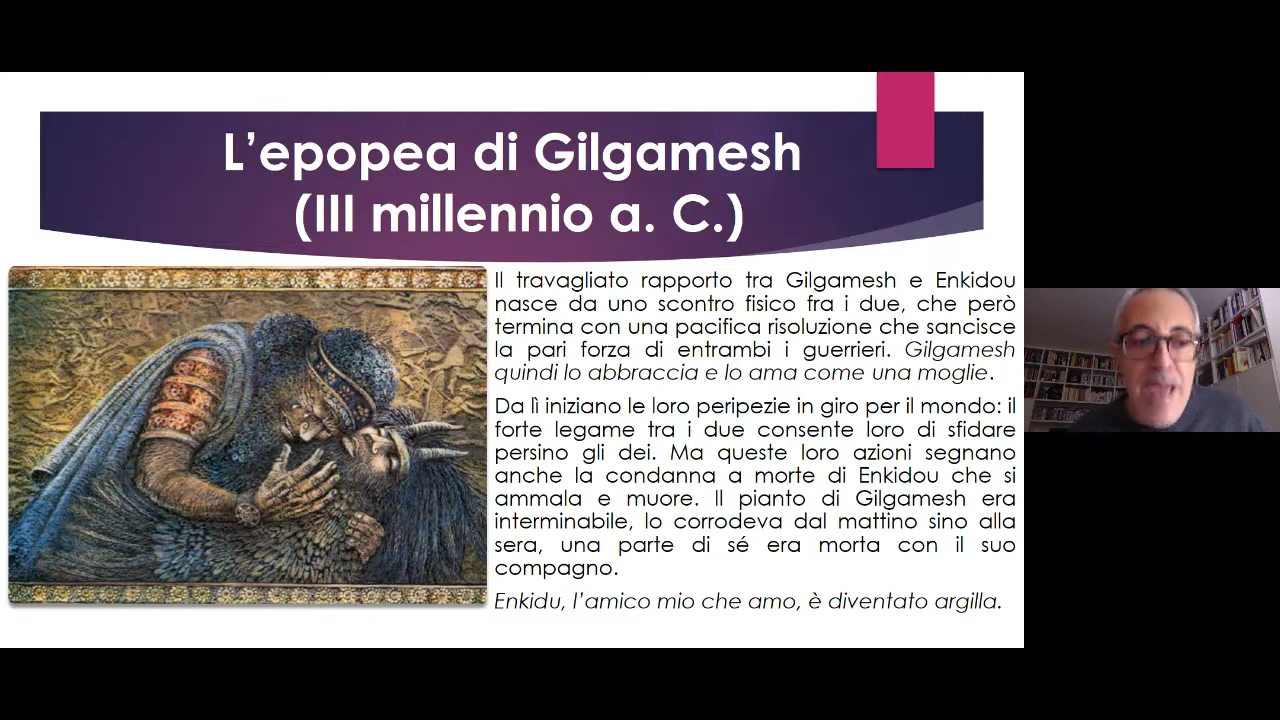 L’epopea di Gilgamesh
(III millennio a. C.)
Il travagliato rapporto tra Gilgamesh e Enkidou
nasce da uno scontro fisico fra i due, che però
termina con una pacifica risoluzione che sancisce
la pari forza di entrambi i guerrieri. Gilgamesh
quindi lo abbraccia e lo ama come una moglie.
Da lì iniziano le loro peripezie in giro per il mondo: il
forte legame tra i due consente loro di sfidare
persino gli dei. Ma queste loro azioni segnano
anche la condanna a morte di Enkidou che si
ammala e muore. Il pianto di Gilgamesh era
interminabile, lo corrodeva dal mattino sino alla
sera, una parte di sé era morta con il suo
compagno.
Enkidu, l’amico mio che amo, è diventato argilla.